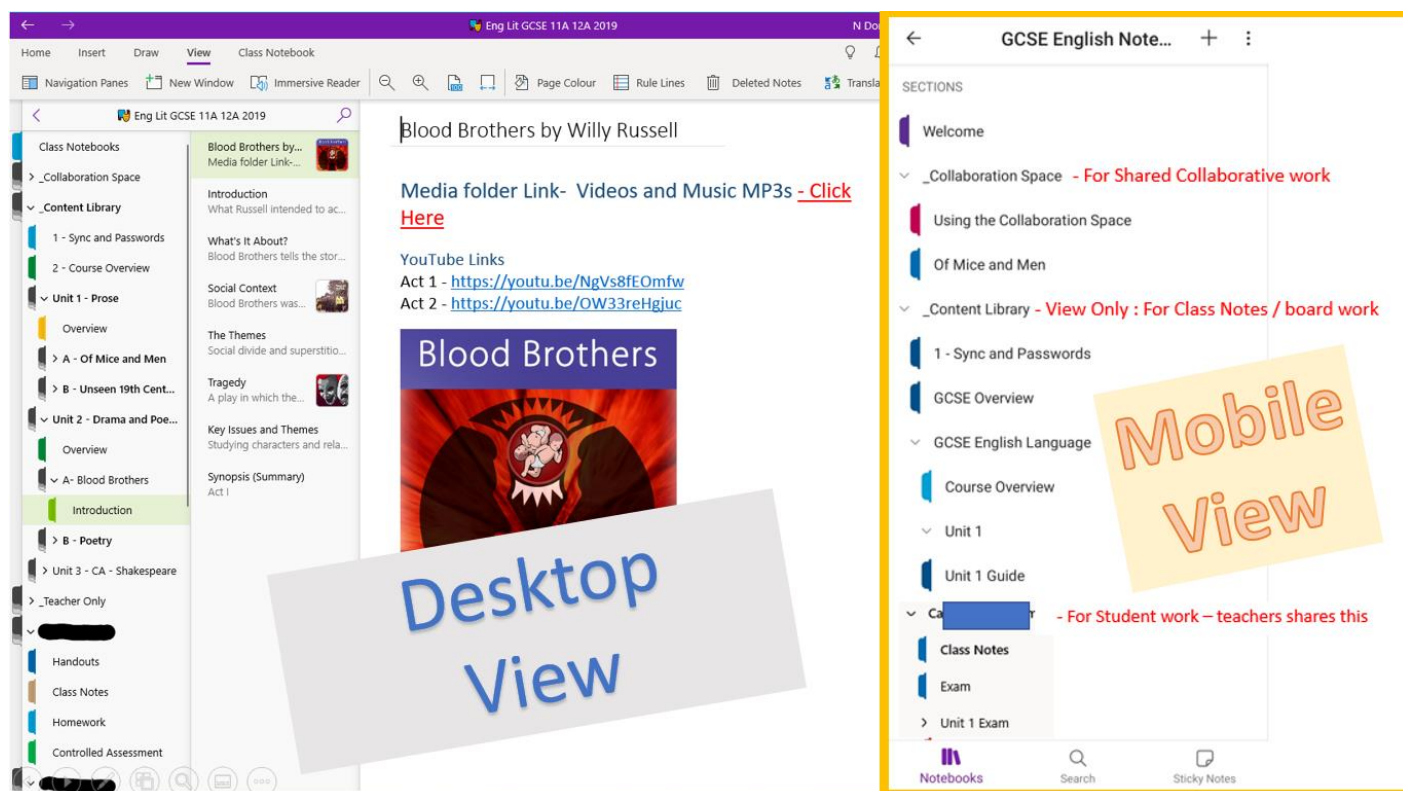 Eng Lit GCSE 11A 12A 2019
Home Insert Draw View Class Notebook
Navigation Panes New Window Immersive Reader Page Colour Rule Lines Deleted Notes
Eng Lit GCSE 11A 12A 2019
Class Notebooks
_Collaboration Space
_Content Library
1 - Sync and Passwords
2 - Course Overview
Unit 1 - Prose
Overview
A - Of Mice and Men
B - Unseen 19th Cent...
Unit 2 - Drama and Poe...
Overview
A- Blood Brothers
Introduction
B - Poetry
Unit 3 - CA - Shakespeare
_Teacher Only
Handouts
Class Notes
Homework
Controlled Assessment
Blood Brothers by...
Media folder Link-...
Introduction
What Russell intended to ac...
What's It About?
Blood Brothers tells the stor...
Social Context
Blood Brothers was...
The Themes
Social divide and superstitio...
Tragedy
A play in which the...
Key Issues and Themes
Studying characters and rela...
Synopsis (Summary)
Act I
Blood Brothers by Willy Russell
Media folder Link- Videos and Music MP3s - Click
Here
YouTube Links
Act 1 - https://youtu.be/NgVs8fEOmfw
Act 2 - https://youtu.be/OW33reHgjuc
Blood Brothers
Desktop
View
GCSE English Note...
SECTIONS
Welcome
_Collaboration Space - For Shared Collaborative work
Using the Collaboration Space
Of Mice and Men
_Content Library - View Only : For Class Notes / board work
1 - Sync and Passwords
GCSE Overview
GCSE English Language
Course Overview
Unit 1
Unit 1 Guide
- For Student work – teachers shares this
Class Notes
Exam
Unit 1 Exam
Notebooks Search Sticky Notes
Mobile
View